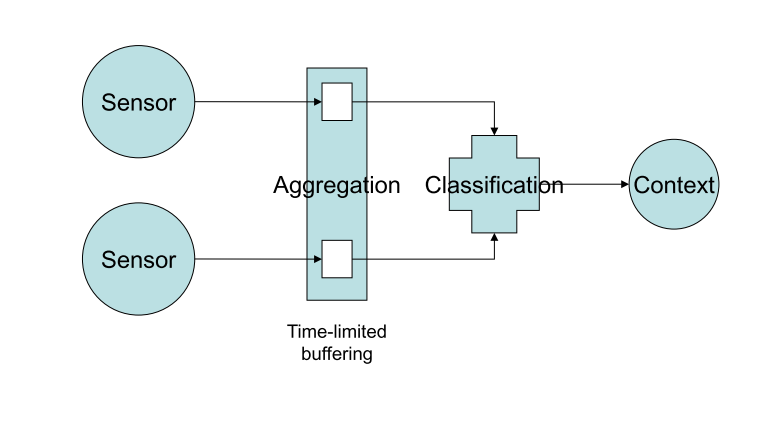 Sensor
Aggregation
Classification
Context
Sensor
Time-limited
buffering